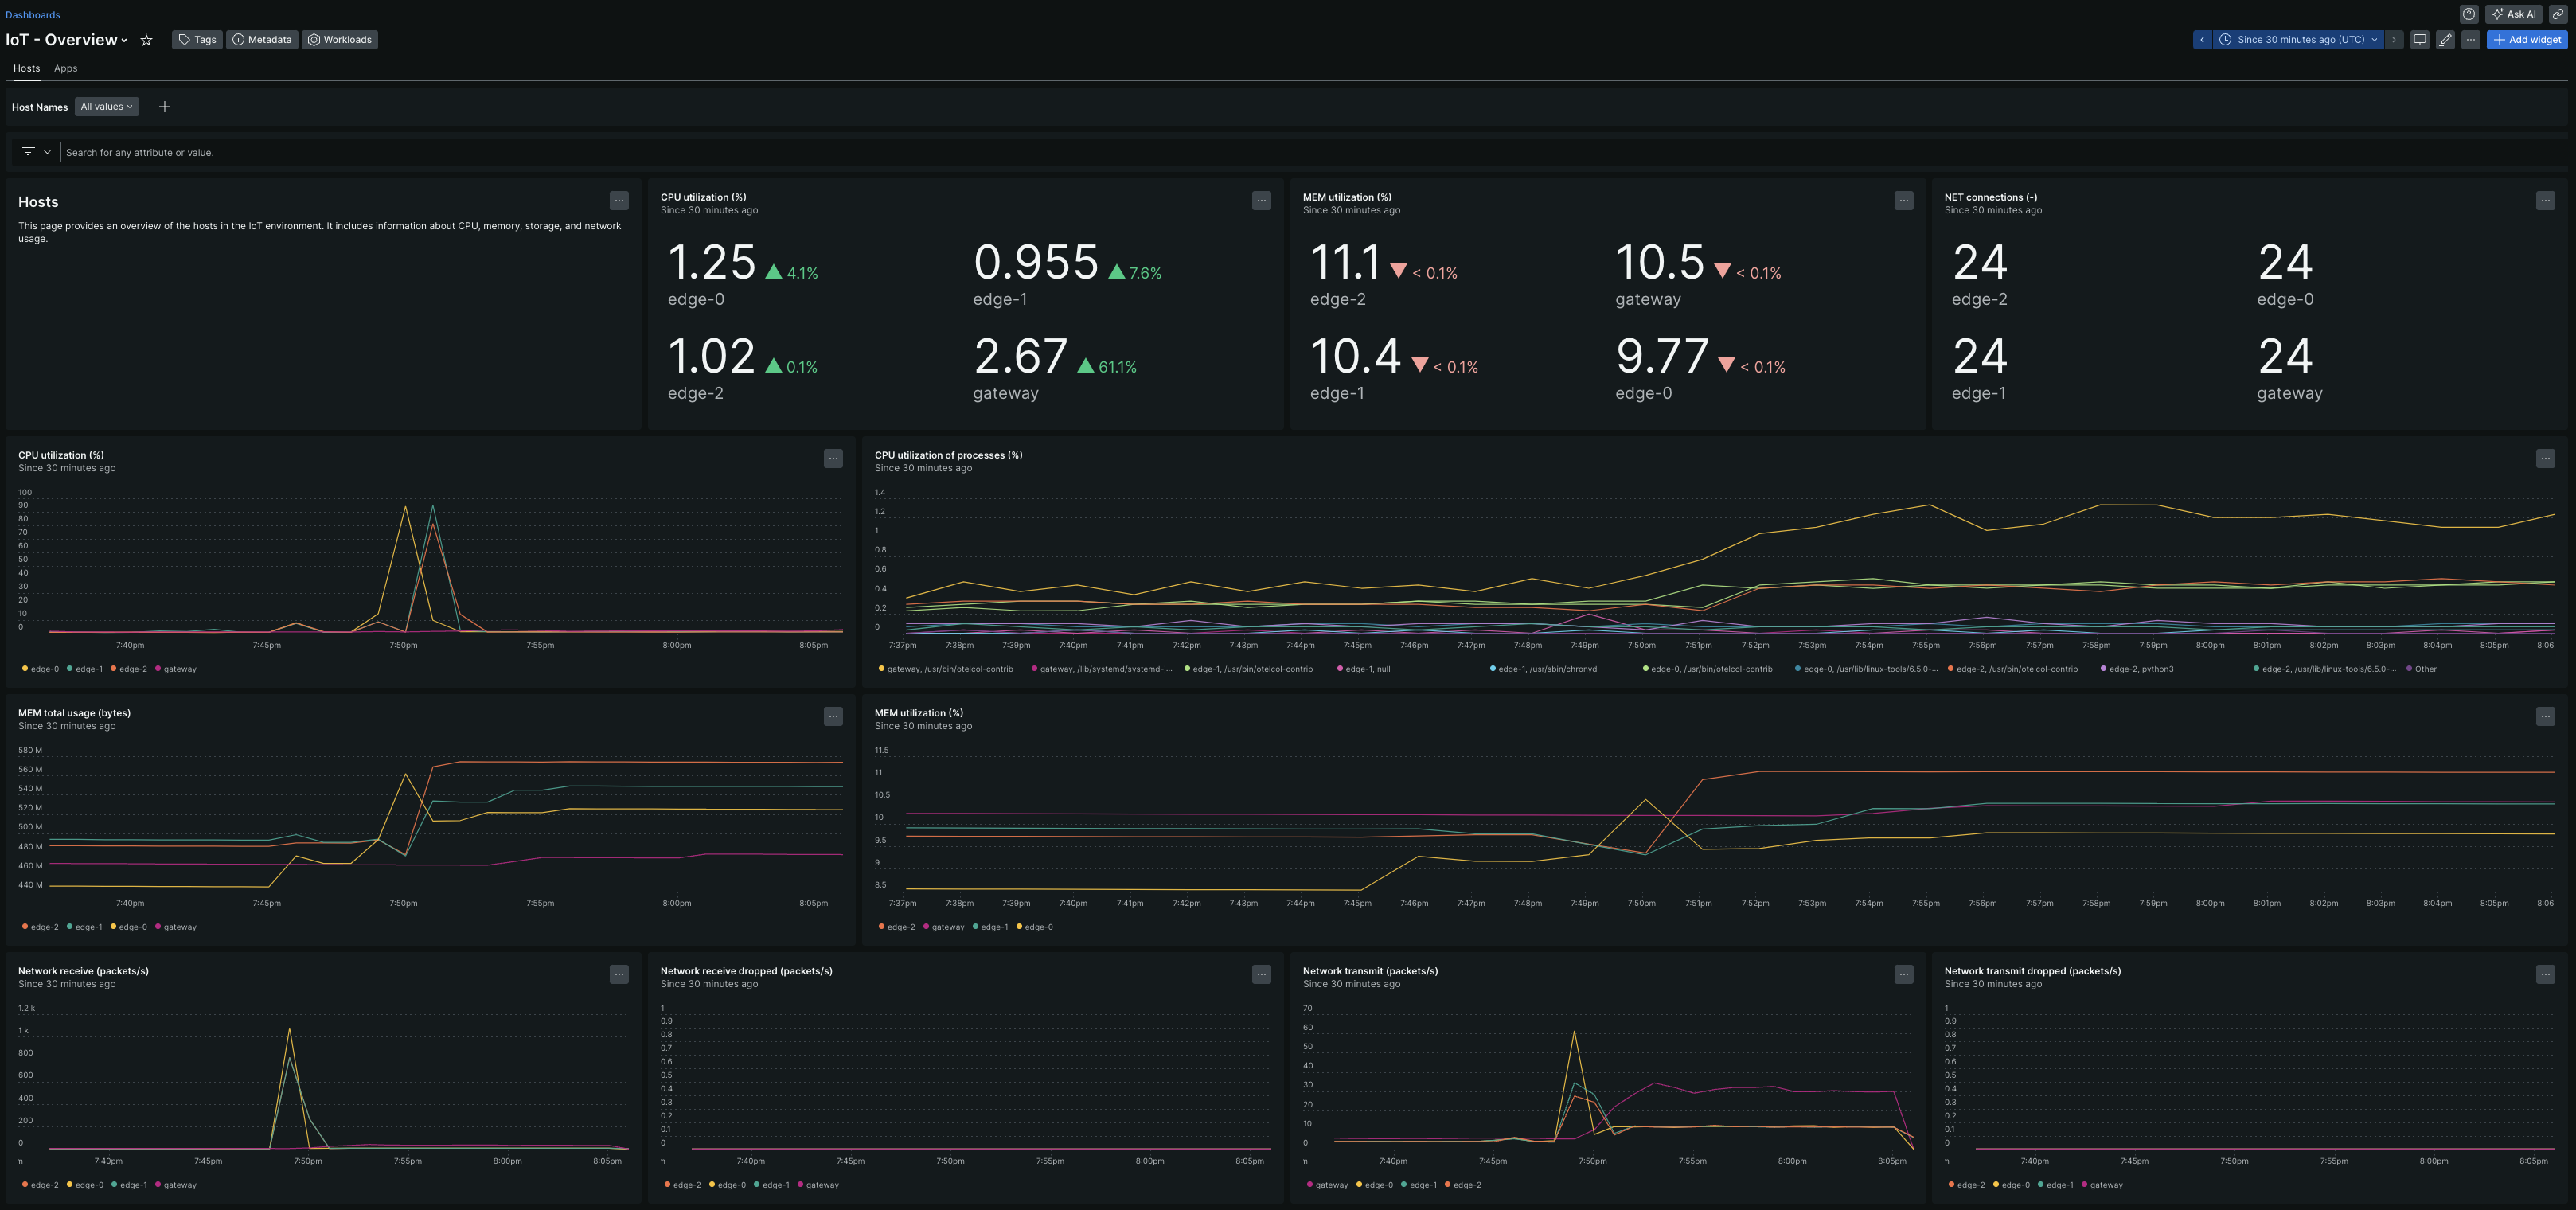 Dashboards
Ask AI
IoT - Overview
Tags
Metadata
Workloads
Since 30 minutes ago (UTC)
Add widget
Hosts
Apps
Host Names
All values
Search for any attribute or value.
Hosts
This page provides an overview of the hosts in the IoT environment. It includes information about CPU, memory, storage, and network
usage.
CPU utilization (%)
Since 30 minutes ago
1.25 4.1%
edge-0
0.955 7.6%
edge-1
1.02 0.1%
edge-2
2.67 61.1%
gateway
MEM utilization (%)
Since 30 minutes ago
11.1 < 0.1%
edge-2
10.5 < 0.1%
gateway
10.4 < 0.1%
edge-1
9.77 < 0.1%
edge-0
NET connections (-)
Since 30 minutes ago
24
edge-2
24
edge-0
24
edge-1
24
gateway
CPU utilization (%)
Since 30 minutes ago
100
90
80
70
60
50
40
30
20
10
0
7:40pm 7:45pm 7:50pm 7:55pm 8:00pm 8:05pm
edge-0 edge-1 edge-2 gateway
CPU utilization of processes (%)
Since 30 minutes ago
1.4
1.2
1
0.8
0.6
0.4
0.2
0
7:37pm 7:38pm 7:39pm 7:40pm 7:41pm 7:42pm 7:43pm 7:44pm 7:45pm 7:46pm 7:47pm 7:48pm 7:49pm 7:50pm 7:51pm 7:52pm 7:53pm 7:54pm 7:55pm 7:56pm 7:57pm 7:58pm 7:59pm 8:00pm 8:01pm 8:02pm 8:03pm 8:04pm 8:05pm 8:06p
gateway, /usr/bin/otelcol-contrib gateway, /lib/systemd/systemd-j... edge-1, /usr/bin/otelcol-contrib edge-1, null edge-1, /usr/sbin/chronyd edge-0, /usr/bin/otelcol-contrib edge-0, /usr/lib/linux-tools/6.5.0-... edge-2, /usr/bin/otelcol-contrib edge-2, python3 edge-2, /usr/lib/linux-tools/6.5.0-... Other
MEM total usage (bytes)
Since 30 minutes ago
580 M
560 M
540 M
520 M
500 M
480 M
460 M
440 M
7:40pm 7:45pm 7:50pm 7:55pm 8:00pm 8:05pm
edge-2 edge-1 edge-0 gateway
MEM utilization (%)
Since 30 minutes ago
11.5
11
10.5
10
9.5
9
8.5
7:37pm 7:38pm 7:39pm 7:40pm 7:41pm 7:42pm 7:43pm 7:44pm 7:45pm 7:46pm 7:47pm 7:48pm 7:49pm 7:50pm 7:51pm 7:52pm 7:53pm 7:54pm 7:55pm 7:56pm 7:57pm 7:58pm 7:59pm 8:00pm 8:01pm 8:02pm 8:03pm 8:04pm 8:05pm 8:06p
edge-2 gateway edge-1 edge-0
Network receive (packets/s)
Since 30 minutes ago
1.2 k
1 k
800
600
400
200
0
7:40pm 7:45pm 7:50pm 7:55pm 8:00pm 8:05pm
edge-2 edge-0 edge-1 gateway
Network receive dropped (packets/s)
Since 30 minutes ago
1
0.9
0.8
0.7
0.6
0.5
0.4
0.3
0.2
0.1
0
7:40pm 7:45pm 7:50pm 7:55pm 8:00pm 8:05pm
edge-2 edge-0 edge-1 gateway
Network transmit (packets/s)
Since 30 minutes ago
70
60
50
40
30
20
10
0
7:40pm 7:45pm 7:50pm 7:55pm 8:00pm 8:05pm
gateway edge-0 edge-1 edge-2
Network transmit dropped (packets/s)
Since 30 minutes ago
1
0.9
0.8
0.7
0.6
0.5
0.4
0.3
0.2
0.1
0
7:40pm 7:45pm 7:50pm 7:55pm 8:00pm 8:05pm
edge-2 edge-0 edge-1 gateway